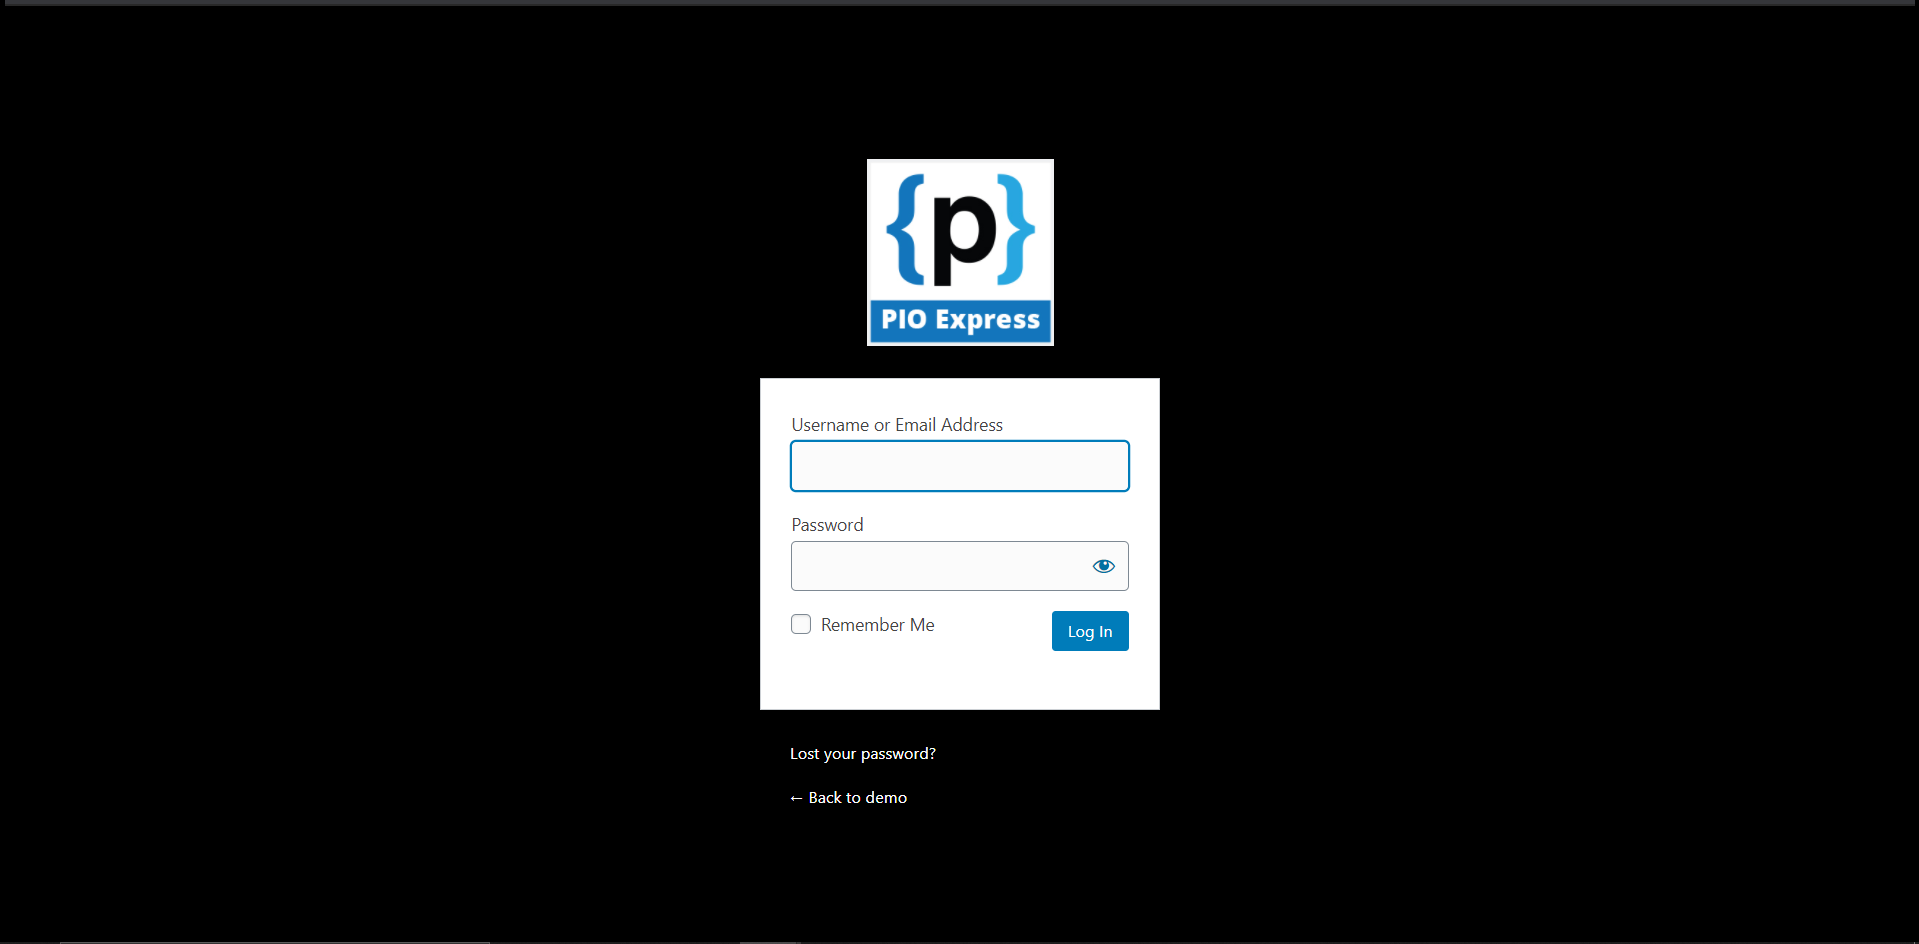 {p}
PIO Express
Username or Email Address
Password
Remember Me
Log In
Lost your password?
← Back to demo